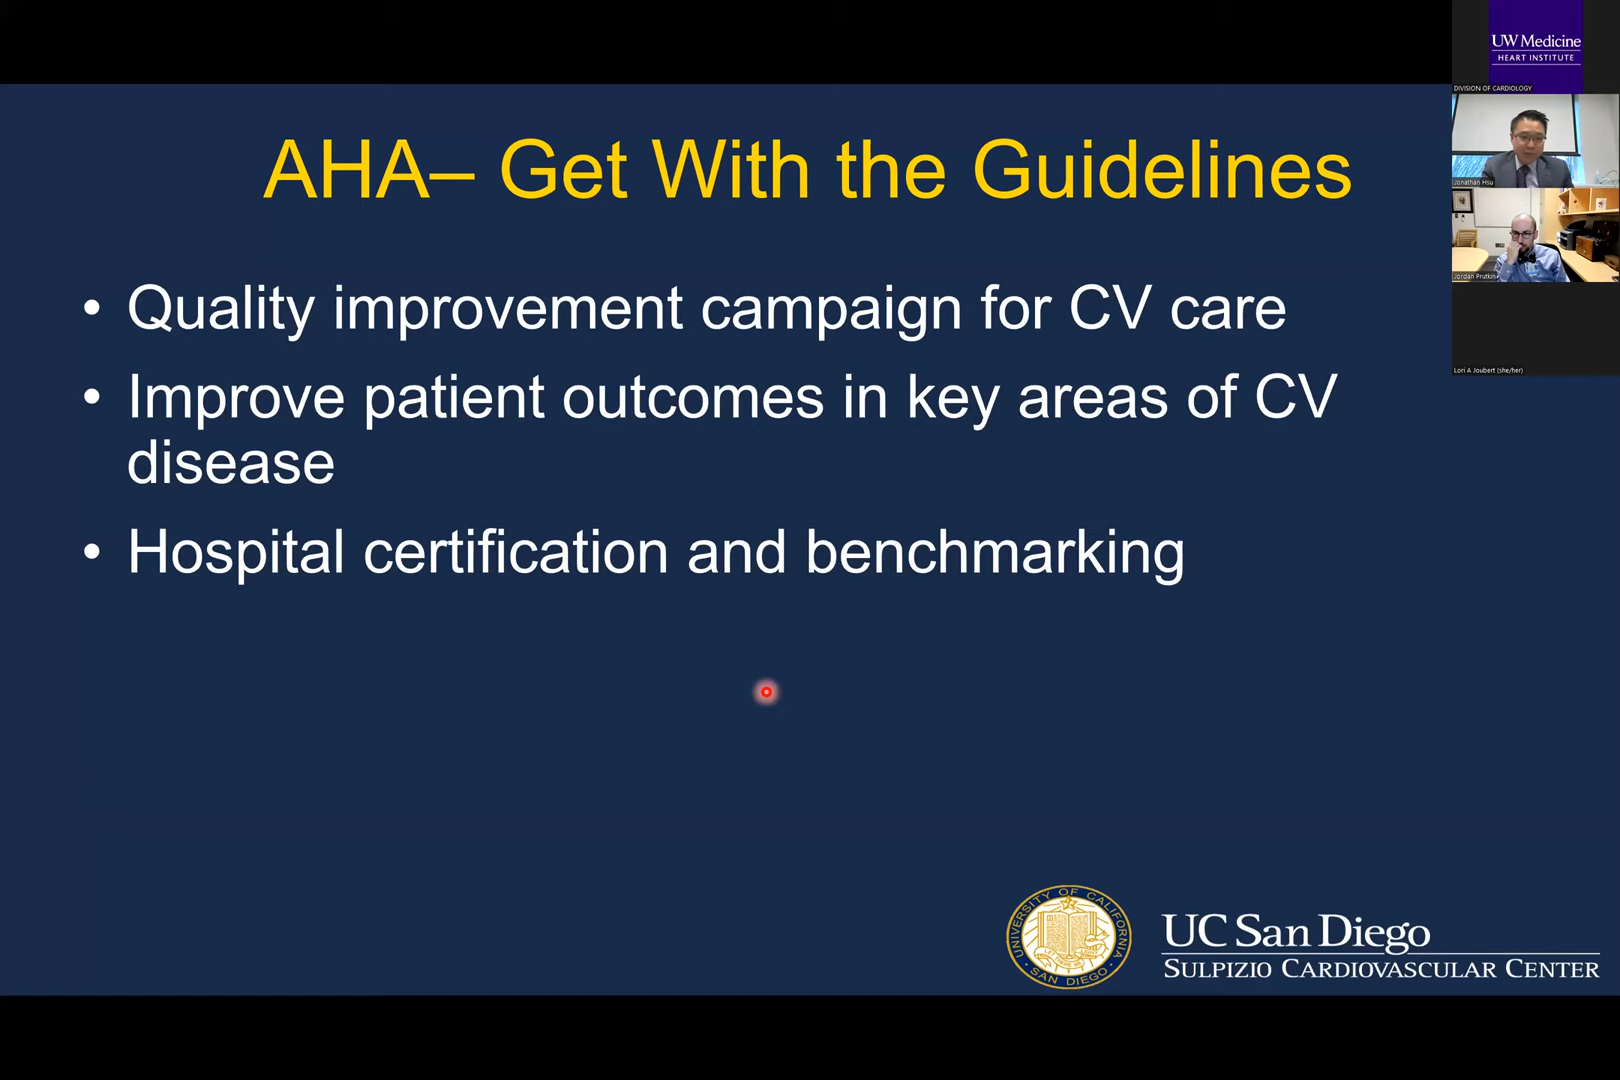 UW Medicine
HEART INSTITUTE
DIVISION OF CARDIOLOGY
Jonathan Hsu
Jordan Prutkin
Lori A Joubert (she/her)
AHA– Get With the Guidelines
• Quality improvement campaign for CV care
• Improve patient outcomes in key areas of CV
disease
• Hospital certification and benchmarking
UNIVERSITY OF CALIFORNIA
SAN DIEGO
UC San Diego
SULPIZIO CARDIOVASCULAR CENTER